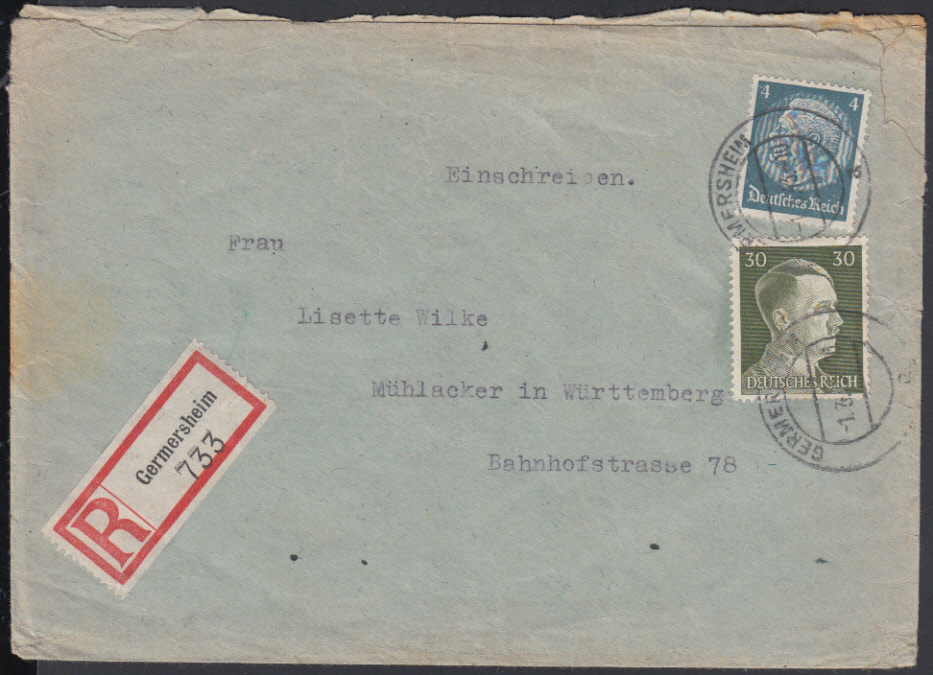 4 4
Deutsches Reich
Einschreiben.
Frau
30 30
DEUTSCHES REICH
Lisette Wilke
Mühlacker in Württemberg
Bahnhofstrasse 78
R
Germersheim
733
GERMERSHEIM
GERMERSHEIM